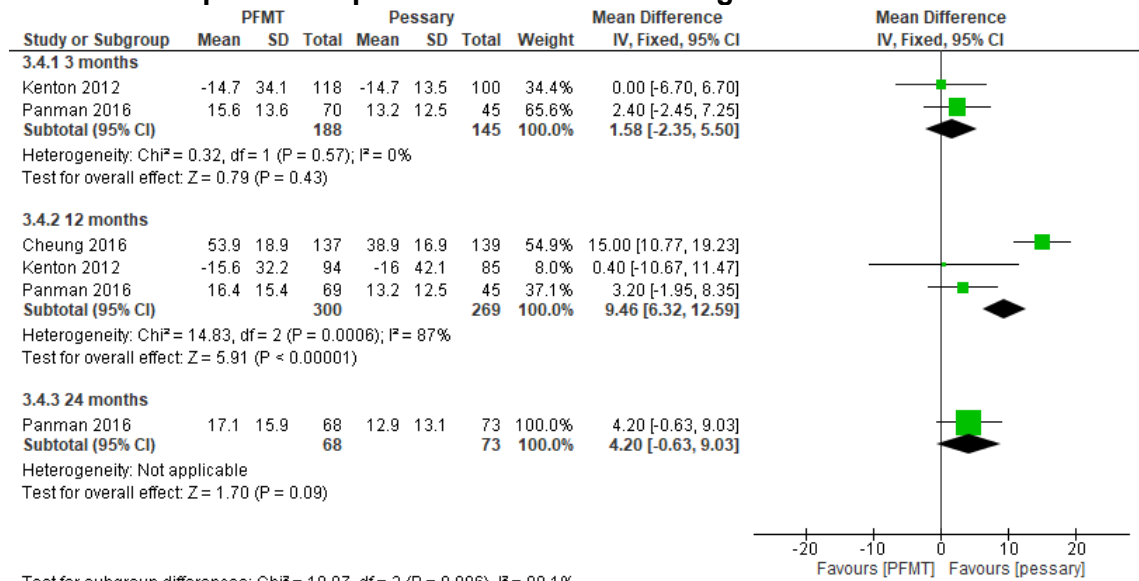 PFMT Pessary Mean Difference Mean Difference
Study or Subgroup Mean SD Total Mean SD Total Weight IV, Fixed, 95% CI IV, Fixed, 95% CI
3.4.1 3 months
Kenton 2012 -14.7 34.1 118 -14.7 13.5 100 34.4% 0.00 [-6.70, 6.70]
Panman 2016 15.6 13.6 70 13.2 12.5 45 65.6% 2.40 [-2.45, 7.25]
Subtotal (95% CI) 188 145 100.0% 1.58 [-2.35, 5.50]
Heterogeneity: Chi² = 0.32, df = 1 (P = 0.57); I² = 0%
Test for overall effect: Z = 0.79 (P = 0.43)
3.4.2 12 months
Cheung 2016 53.9 18.9 137 38.9 16.9 139 54.9% 15.00 [10.77, 19.23]
Kenton 2012 -15.6 32.2 94 -16 42.1 85 8.0% 0.40 [-10.67, 11.47]
Panman 2016 16.4 15.4 69 13.2 12.5 45 37.1% 3.20 [-1.95, 8.35]
Subtotal (95% CI) 300 269 100.0% 9.46 [6.32, 12.59]
Heterogeneity: Chi² = 14.83, df = 2 (P = 0.0006); I² = 87%
Test for overall effect: Z = 5.91 (P < 0.00001)
3.4.3 24 months
Panman 2016 17.1 15.9 68 12.9 13.1 73 100.0% 4.20 [-0.63, 9.03]
Subtotal (95% CI) 68 73 100.0% 4.20 [-0.63, 9.03]
Heterogeneity: Not applicable
Test for overall effect: Z = 1.70 (P = 0.09)
-20 -10 0 10 20
Favours [PFMT] Favours [pessary]